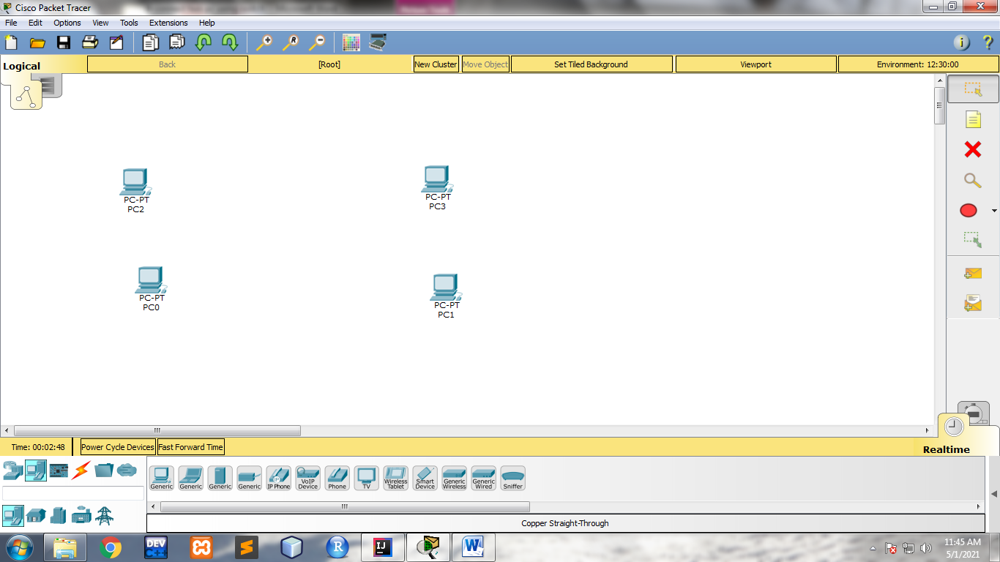 Cisco Packet Tracer
File Edit Options View Tools Extensions Help
Logical
Back
[Root]
New Cluster
Move Object
Set Tiled Background
Viewport
Environment: 12:30:00
PC-PT
PC2
PC-PT
PC3
PC-PT
PC0
PC-PT
PC1
Time: 00:02:48
Power Cycle Devices
Fast Forward Time
Realtime
Generic
Generic
Generic
Generic
IP Phone
VoIP
Device
Phone
TV
Wireless
Tablet
Smart
Device
Generic
Wireless
Generic
Wired
Sniffer
Copper Straight-Through
DEV
C++
R
IJ
W
11:45 AM
5/1/2021